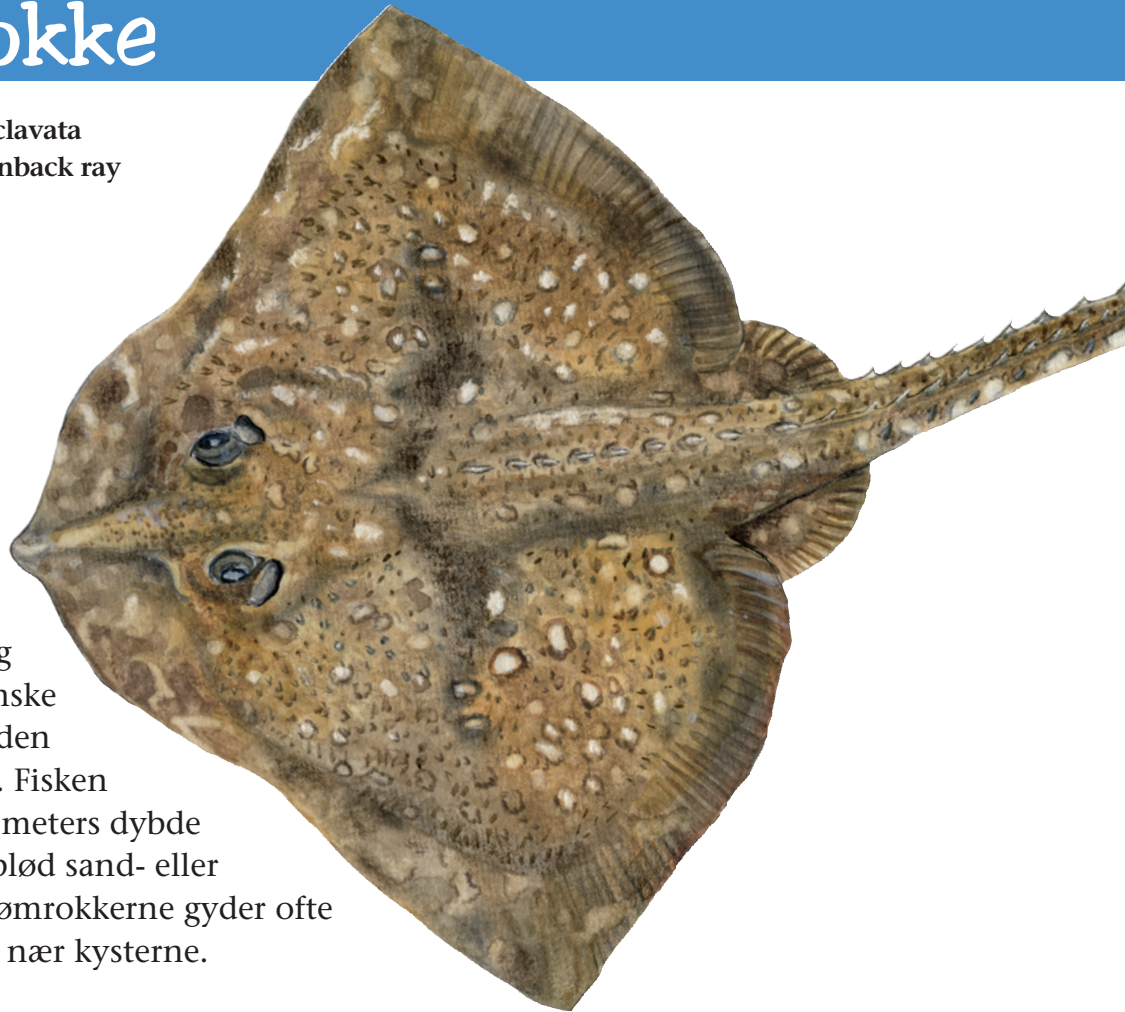 okke
clavata
nback ray
g
nske
den
. Fisken
meters dybde
blød sand- eller
ømrokkerne gyder ofte
nær kysterne.